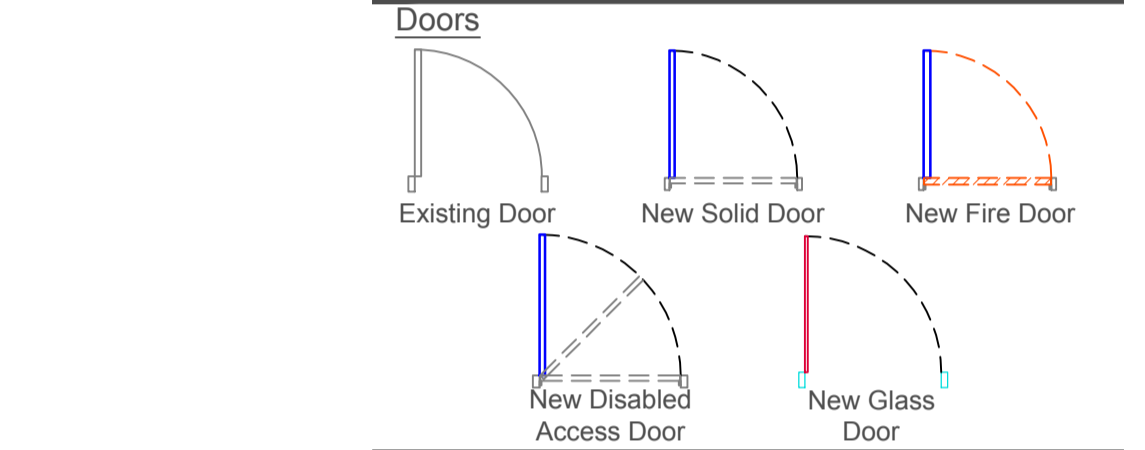 Doors
Existing Door
New Solid Door
New Fire Door
New Disabled
Access Door
New Glass
Door